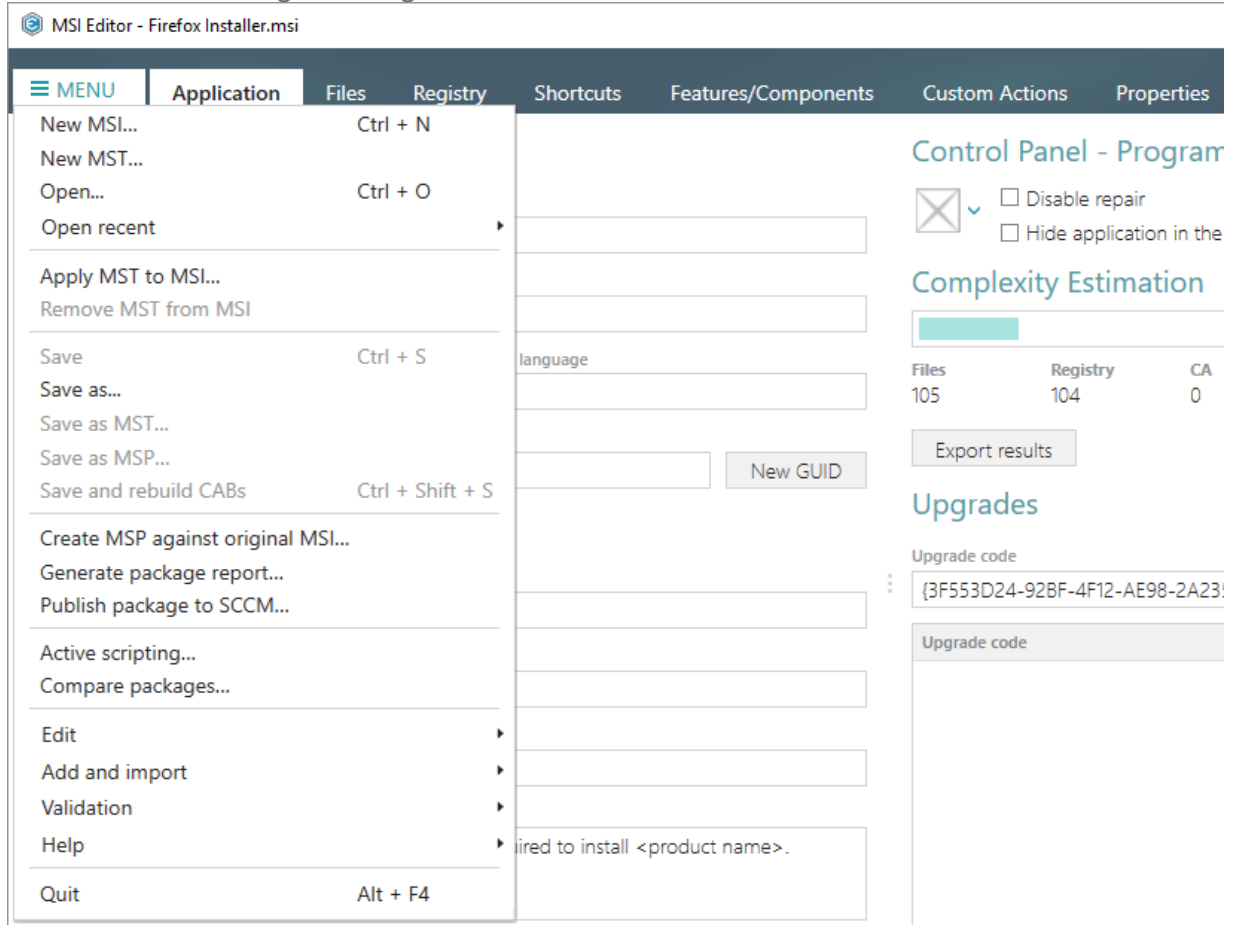 MSI Editor - Firefox Installer.msi
MENU Application Files Registry Shortcuts Features/Components Custom Actions Properties
New MSI... Ctrl + N
New MST...
Open... Ctrl + O
Open recent
Apply MST to MSI...
Remove MST from MSI
Save Ctrl + S
Save as...
Save as MST...
Save as MSP...
Save and rebuild CABs Ctrl + Shift + S
Create MSP against original MSI...
Generate package report...
Publish package to SCCM...
Active scripting...
Compare packages...
Edit
Add and import
Validation
Help
Quit Alt + F4
language
New GUID
ired to install <product name>.
Control Panel - Program
Disable repair
Hide application in the
Complexity Estimation
Files Registry CA
105 104 0
Export results
Upgrades
Upgrade code
{3F553D24-92BF-4F12-AE98-2A235
Upgrade code